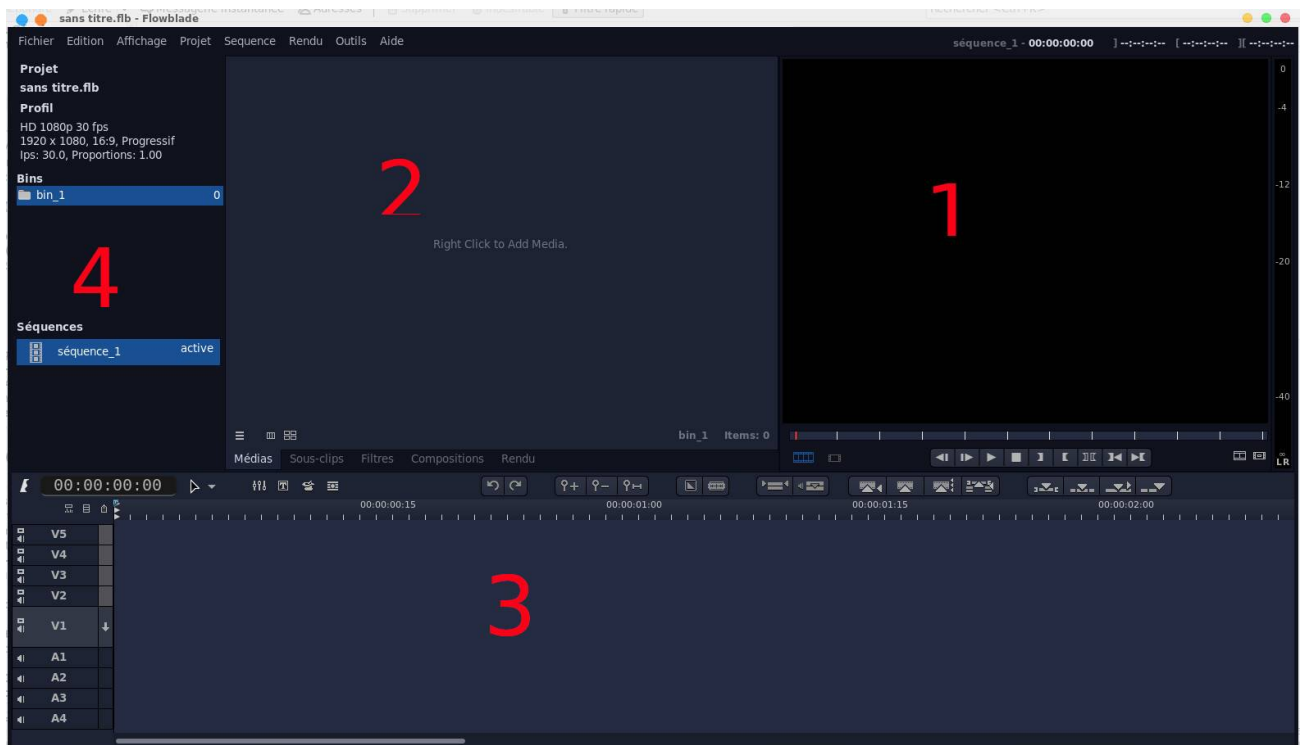 sans titre.flb - Flowblade
Fichier Edition Affichage Projet Sequence Rendu Outils Aide
séquence_1 - 00:00:00:00 ] --:--:--:-- [ --:--:--:-- ][ --:--:--:--
Projet
sans titre.flb
Profil
HD 1080p 30 fps
1920 x 1080, 16:9, Progressif
Ips: 30.0, Proportions: 1.00
Bins
bin_1 0
4
Séquences
séquence_1 active
2
Right Click to Add Media.
bin_1 Items: 0
Médias Sous-clips Filtres Compositions Rendu
1
0
-4
-12
-20
-40
∞
LR
00:00:00:00
00:00:00:15 00:00:01:00 00:00:01:15 00:00:02:00
V5
V4
V3
V2
V1
A1
A2
A3
A4
3